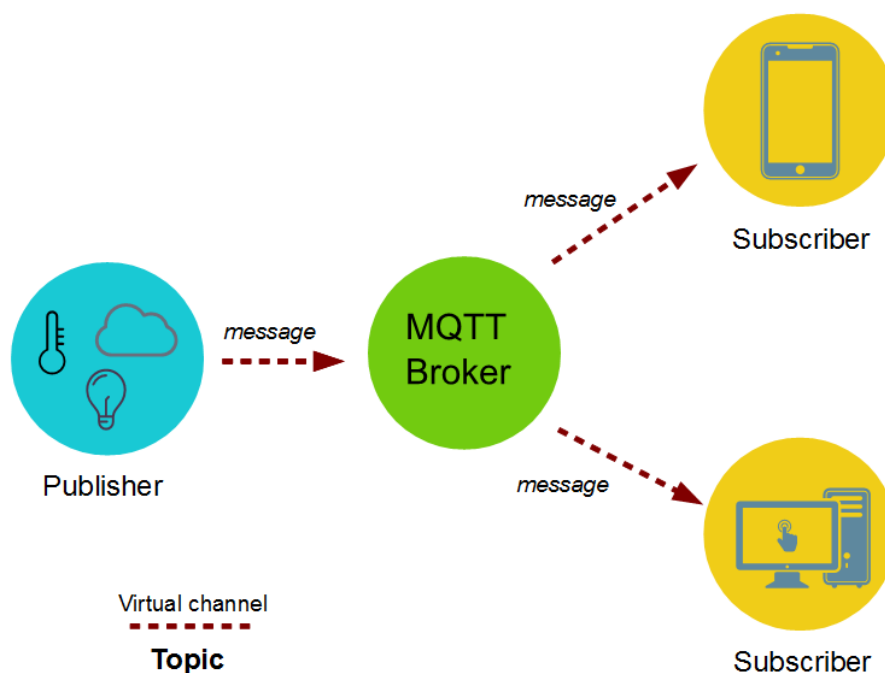 message
Subscriber
message
MQTT
Broker
Publisher
message
Virtual channel
Topic
Subscriber